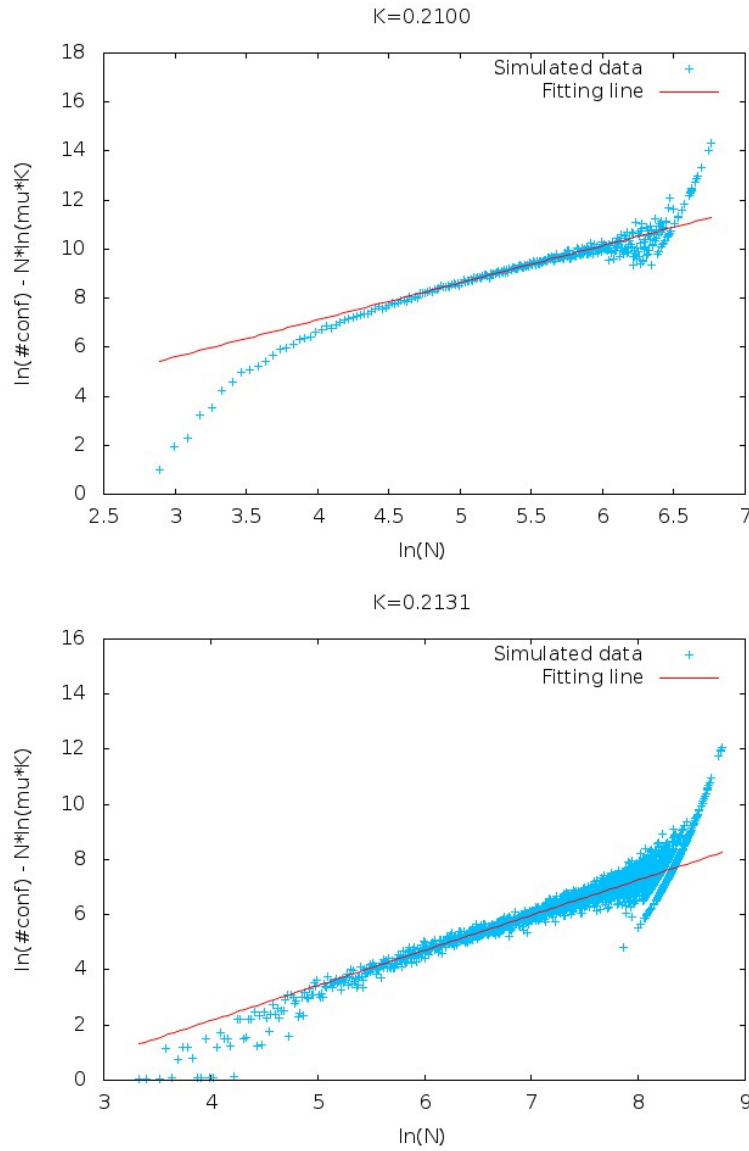 K=0.2100
18
16
14
12
10
8
6
4
2
0
ln(#conf) - N*ln(mu*K)
Simulated data
Fitting line
2.5 3 3.5 4 4.5 5 5.5 6 6.5 7
ln(N)
K=0.2131
16
14
12
10
8
6
4
2
0
ln(#conf) - N*ln(mu*K)
Simulated data
Fitting line
3 4 5 6 7 8 9
ln(N)